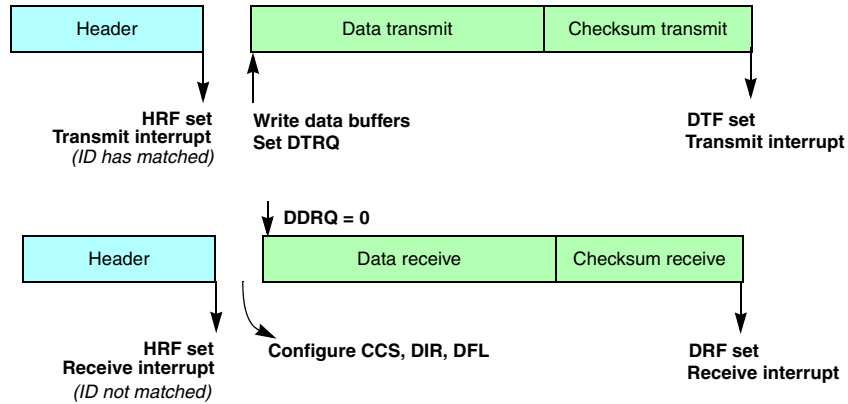 Header
Data transmit
Checksum transmit
HRF set
Transmit interrupt
(ID has matched)
Write data buffers
Set DTRQ
DTF set
Transmit interrupt
DDRQ = 0
Header
Data receive
Checksum receive
HRF set
Receive interrupt
(ID not matched)
Configure CCS, DIR, DFL
DRF set
Receive interrupt